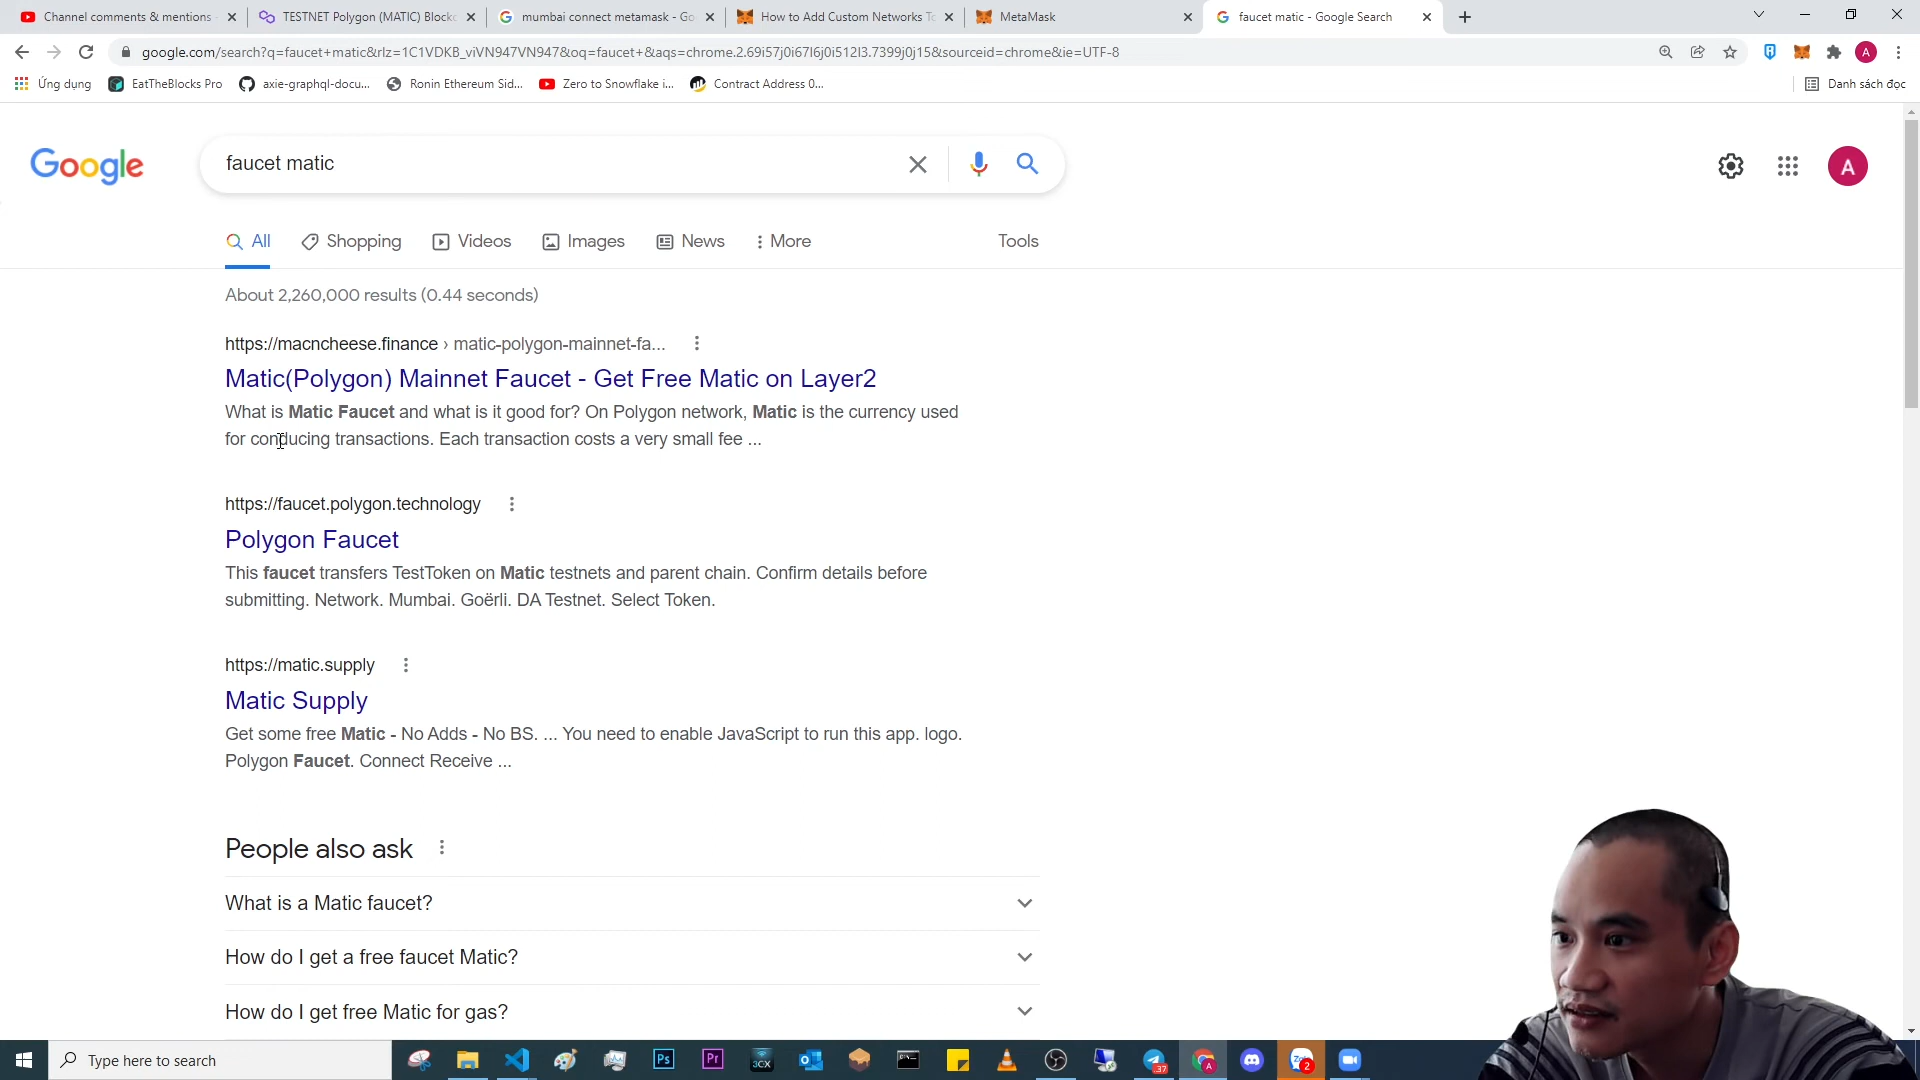 Channel comments & mentions
TESTNET Polygon (MATIC) Blockc
mumbai connect metamask - Go
How to Add Custom Networks To
MetaMask
faucet matic - Google Search
google.com/search?q=faucet+matic&rlz=1C1VDKB_viVN947VN947&oq=faucet+&aqs=chrome.2.69i57j0i67l6j0i512l3.7399j0j15&sourceid=chrome&ie=UTF-8
A
Ứng dụng
EatTheBlocks Pro
axie-graphql-docu...
Ronin Ethereum Sid...
Zero to Snowflake i...
Contract Address 0...
Danh sách đọc
Google
faucet matic
A
All
Shopping
Videos
Images
News
More
Tools
About 2,260,000 results (0.44 seconds)
https://macncheese.finance › matic-polygon-mainnet-fa...
Matic(Polygon) Mainnet Faucet - Get Free Matic on Layer2
What is Matic Faucet and what is it good for? On Polygon network, Matic is the currency used
for conducing transactions. Each transaction costs a very small fee ...
https://faucet.polygon.technology
Polygon Faucet
This faucet transfers TestToken on Matic testnets and parent chain. Confirm details before
submitting. Network. Mumbai. Goërli. DA Testnet. Select Token.
https://matic.supply
Matic Supply
Get some free Matic - No Adds - No BS. ... You need to enable JavaScript to run this app. logo.
Polygon Faucet. Connect Receive ...
People also ask
What is a Matic faucet?
How do I get a free faucet Matic?
How do I get free Matic for gas?
Type here to search
Ps
Pr
3CX
37
A
2